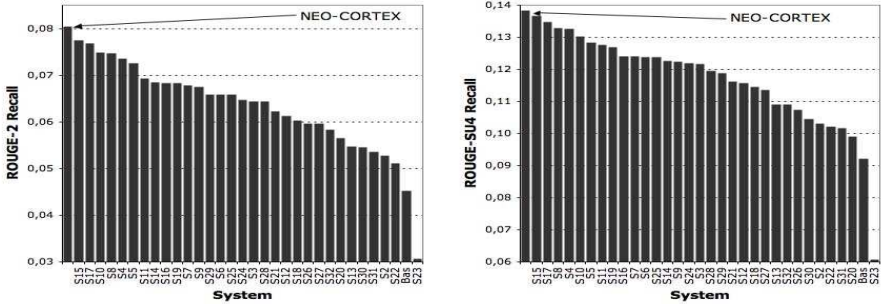 NEO-CORTEX
0,08
0,07
0,06
0,05
0,04
0,03
ROUGE-2 Recall
S15 S17 S10 S8 S4 S5 S11 S14 S16 S19 S7 S9 S29 S6 S25 S24 S3 S28 S21 S12 S18 S26 S27 S32 S20 S13 S30 S31 S2 S22 Bas S23
System
NEO-CORTEX
0,14
0,13
0,12
0,11
0,10
0,09
0,08
0,07
0,06
ROUGE-SU4 Recall
S15 S17 S8 S4 S10 S5 S11 S19 S16 S7 S6 S25 S14 S9 S24 S3 S28 S29 S21 S12 S18 S27 S13 S32 S26 S30 S2 S22 S31 S20 Bas S23
System